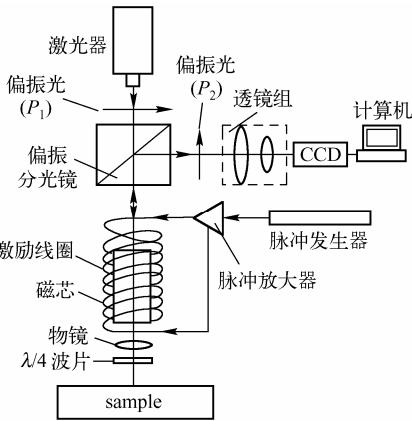 激光器
偏振光
(P₁)
偏振光
(P₂)
透镜组
计算机
偏振
分光镜
CCD
脉冲发生器
脉冲放大器
激励线圈
磁芯
物镜
λ/4 波片
sample